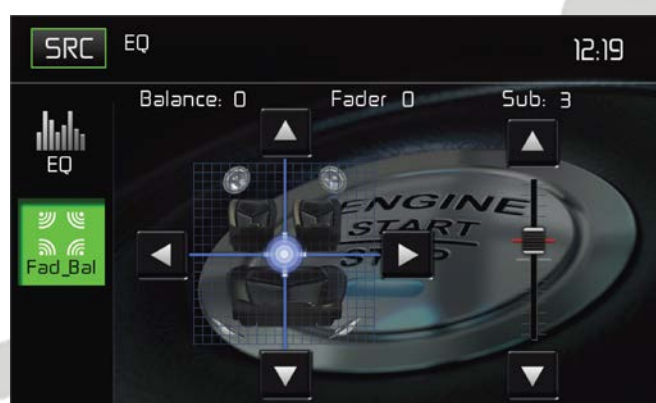 SRC EQ 12:19
Balance: 0 Fader 0 Sub: 3
EQ
ENGINE
START
STOP
Fad_Bal